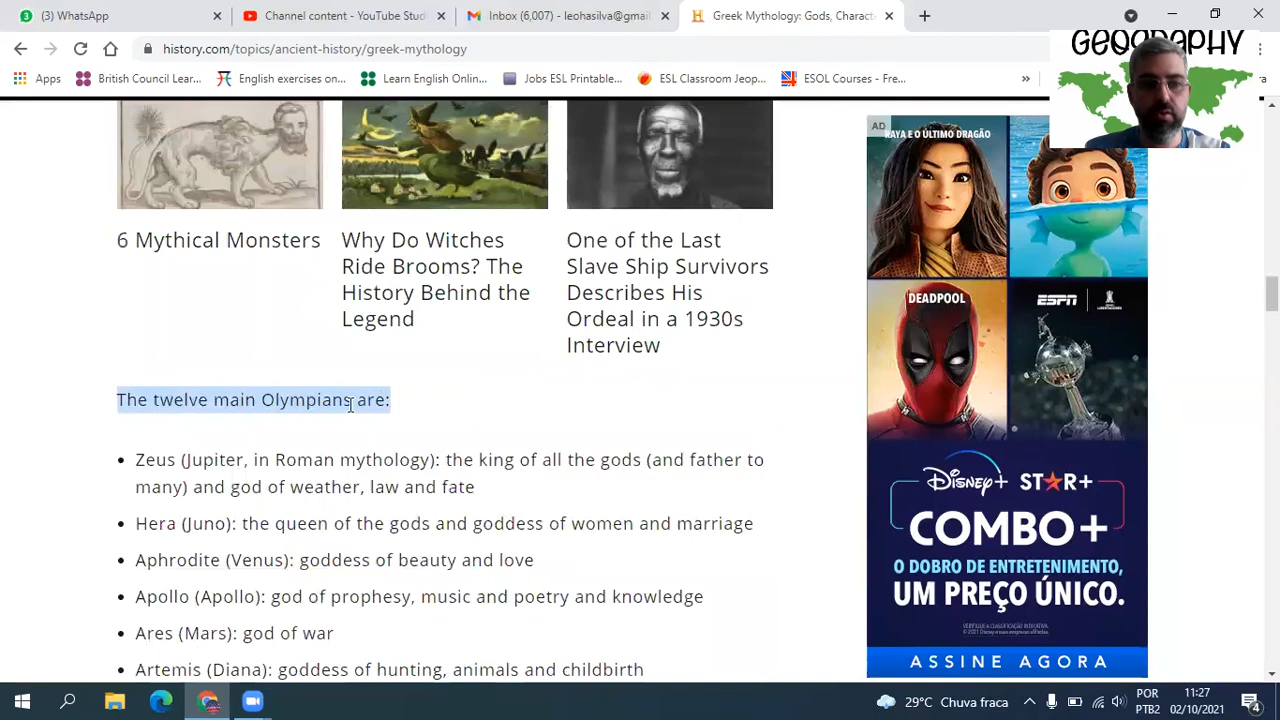 (3) WhatsApp
Channel content - YouTube Stud
Inbox (6,007) - leohasilva@gmail
Greek Mythology: Gods, Charac
history.com/topics/ancient-history/greek-mythology
Apps
British Council Lear...
English exercises on...
Learn English Onlin...
Jobs ESL Printable...
ESL Classroom Jeop...
ESOL Courses - Fre...
»
GEOGRAPHY
AD
RAYA E O ÚLTIMO DRAGÃO
6 Mythical Monsters
Why Do Witches
Ride Brooms? The
History Behind the
Legend
One of the Last
Slave Ship Survivors
Describes His
Ordeal in a 1930s
Interview
DEADPOOL
ESPN
The twelve main Olympians are:
• Zeus (Jupiter, in Roman mythology): the king of all the gods (and father to
many) and god of weather, law and fate
• Hera (Juno): the queen of the gods and goddess of women and marriage
• Aphrodite (Venus): goddess of beauty and love
• Apollo (Apollo): god of prophesy, music and poetry and knowledge
• Ares (Mars): god
• Artemis (Diana): goddess of hunting, animals and childbirth
Disney+ STAR+
COMBO+
O DOBRO DE ENTRETENIMENTO,
UM PREÇO ÚNICO.
ASSINE AGORA
29°C Chuva fraca
POR
PTB2
11:27
02/10/2021
4